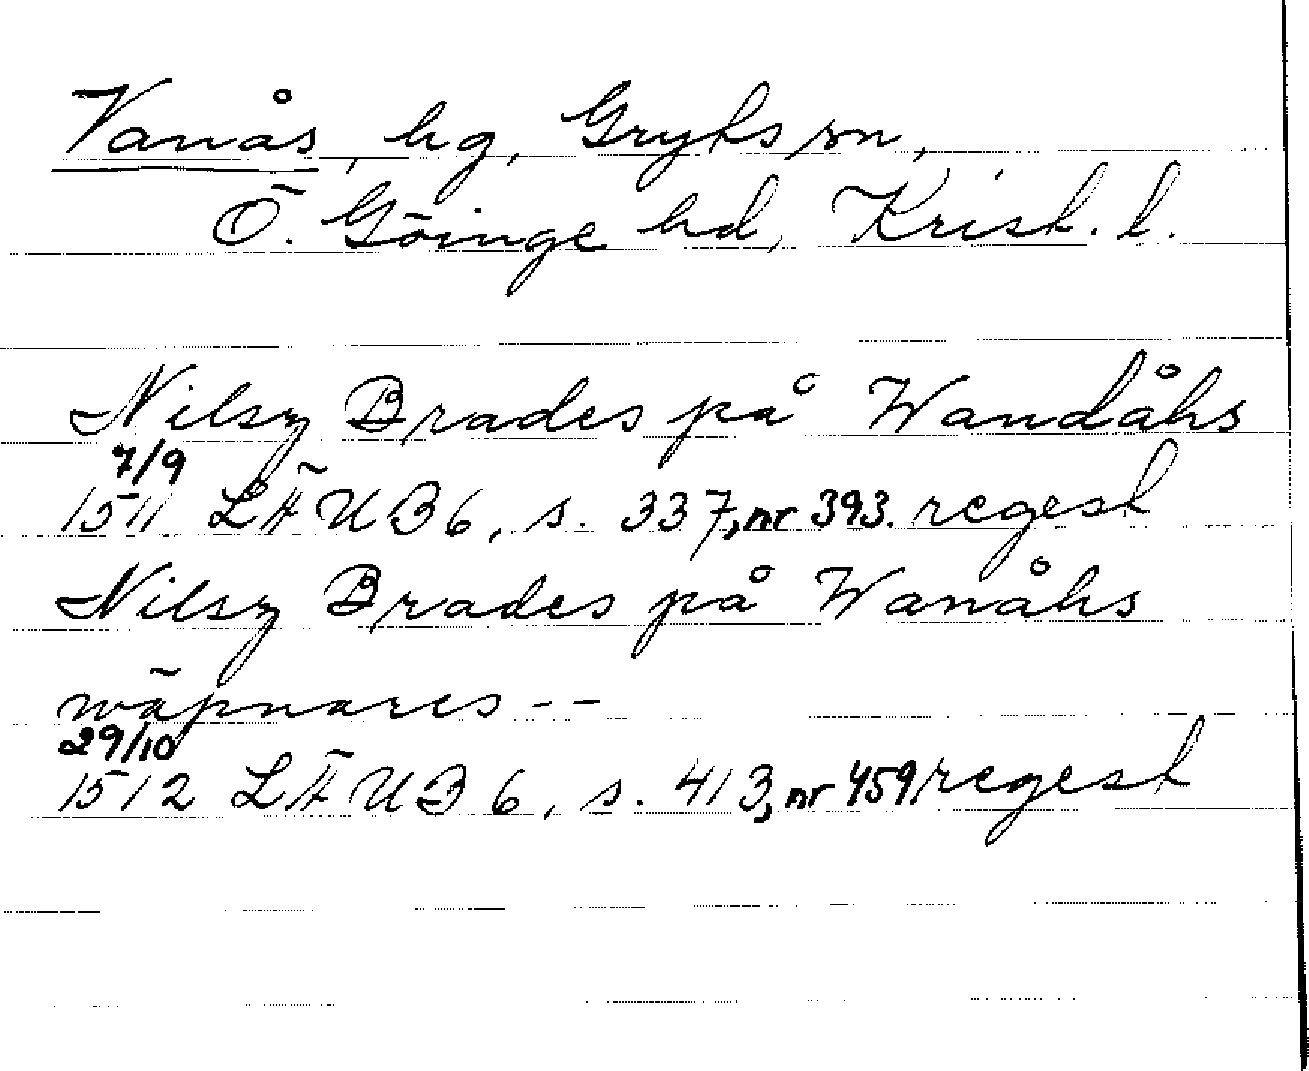 Vanås, hg, Gryts sn,
Ö. Göinge hd, Krist. l.
Nilsz Brades på Wandåhs
7/9
1511 LÄUB 6, s. 337, nr 393. regest
Nilsz Brades på Wanåhs
wäpnares --
29/10
1512 LÄUB 6, s. 413, nr 459 regest